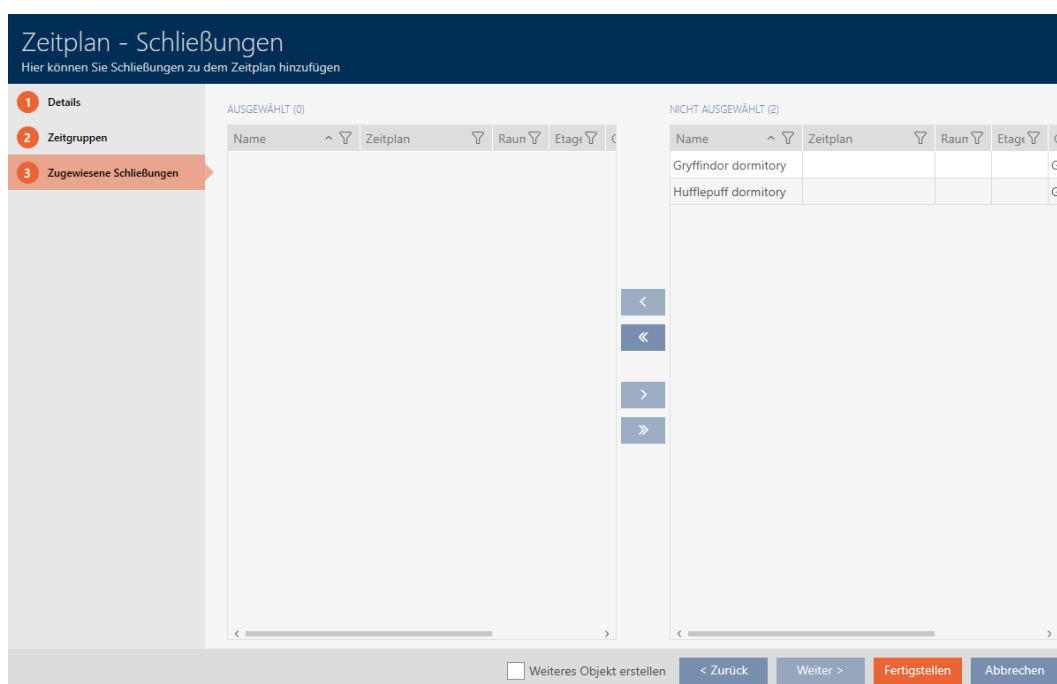 Zeitplan - Schließungen
Hier können Sie Schließungen zu dem Zeitplan hinzufügen
1 Details
2 Zeitgruppen
3 Zugewiesene Schließungen
AUSGEWÄHLT (0)
Name Zeitplan Raum Etage
NICHT AUSGEWÄHLT (2)
Name Zeitplan Raum Etage
Gryffindor dormitory G
Hufflepuff dormitory G
Weiteres Objekt erstellen
< Zurück
Weiter >
Fertigstellen
Abbrechen